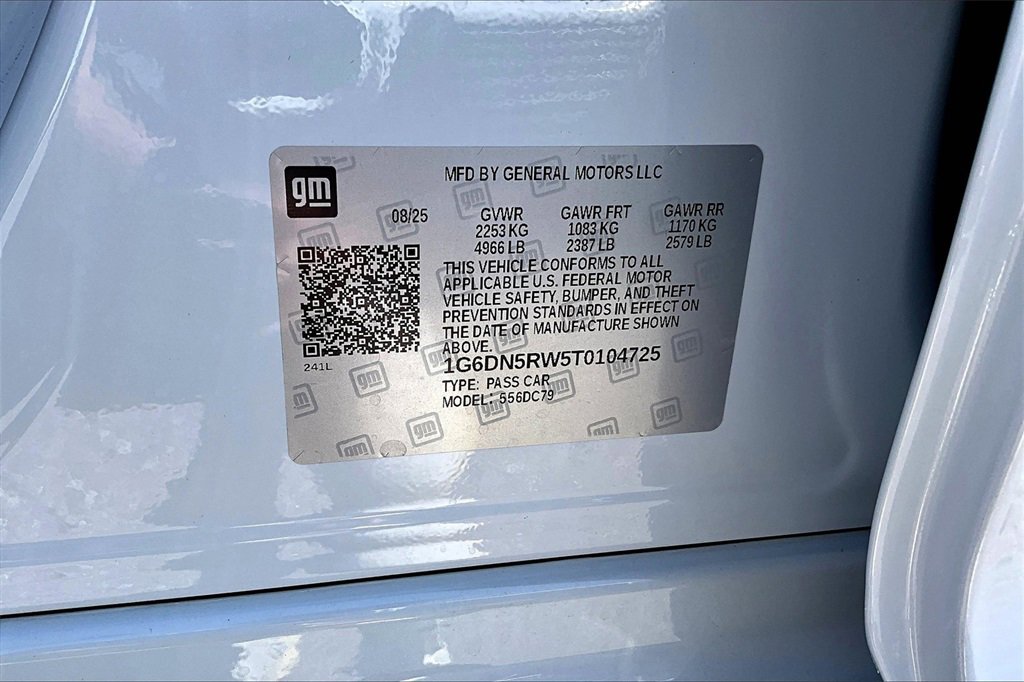 gm
MFD BY GENERAL MOTORS LLC
08/25 GVWR GAWR FRT GAWR RR
2253 KG 1083 KG 1170 KG
4966 LB 2387 LB 2579 LB
THIS VEHICLE CONFORMS TO ALL
APPLICABLE U.S. FEDERAL MOTOR
VEHICLE SAFETY, BUMPER, AND THEFT
PREVENTION STANDARDS IN EFFECT ON
THE DATE OF MANUFACTURE SHOWN
ABOVE.
241L
1G6DN5RW5T0104725
TYPE: PASS CAR
MODEL: 556DC79